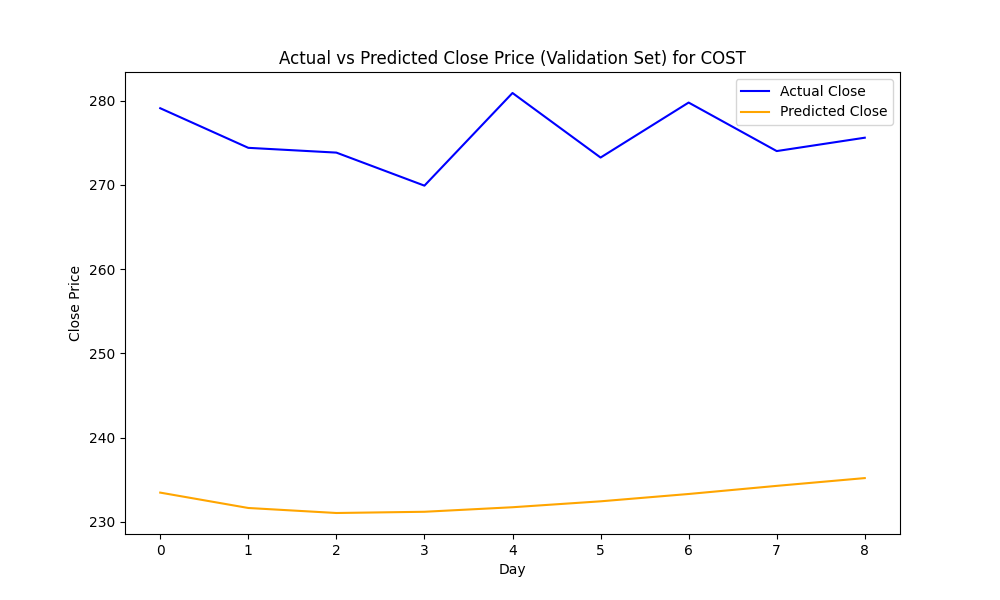 Actual vs Predicted Close Price (Validation Set) for COST
Actual Close
Predicted Close
Close Price
280
270
260
250
240
230
0 1 2 3 4 5 6 7 8
Day